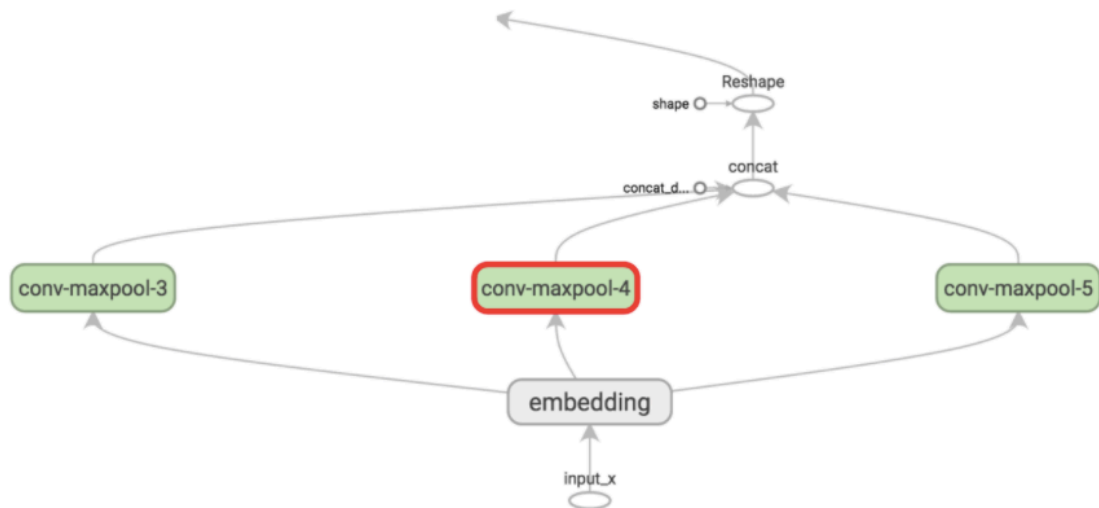 Reshape
shape
concat
concat_d...
conv-maxpool-3
conv-maxpool-4
conv-maxpool-5
embedding
input_x